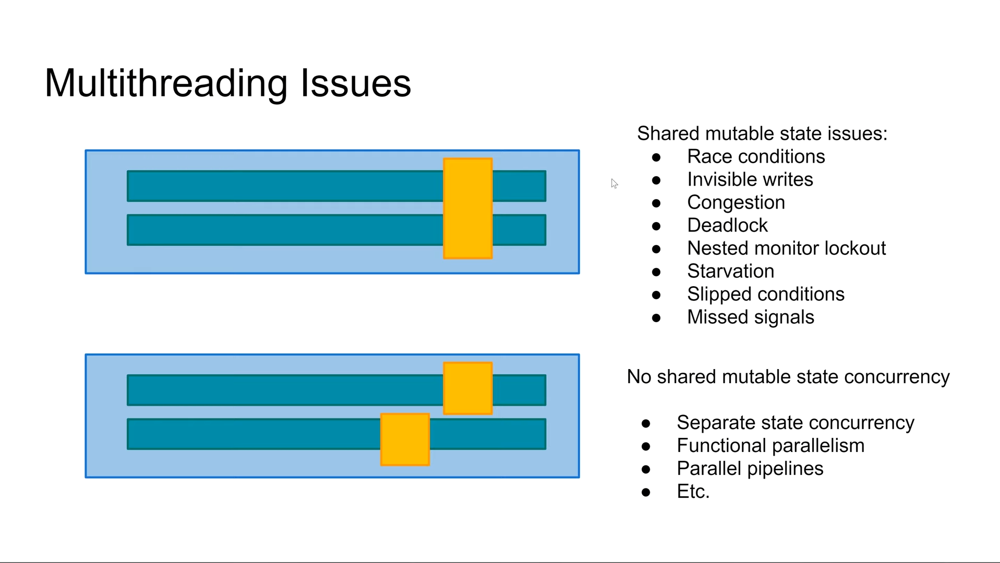 Multithreading Issues
Shared mutable state issues:
● Race conditions
● Invisible writes
● Congestion
● Deadlock
● Nested monitor lockout
● Starvation
● Slipped conditions
● Missed signals
No shared mutable state concurrency
● Separate state concurrency
● Functional parallelism
● Parallel pipelines
● Etc.